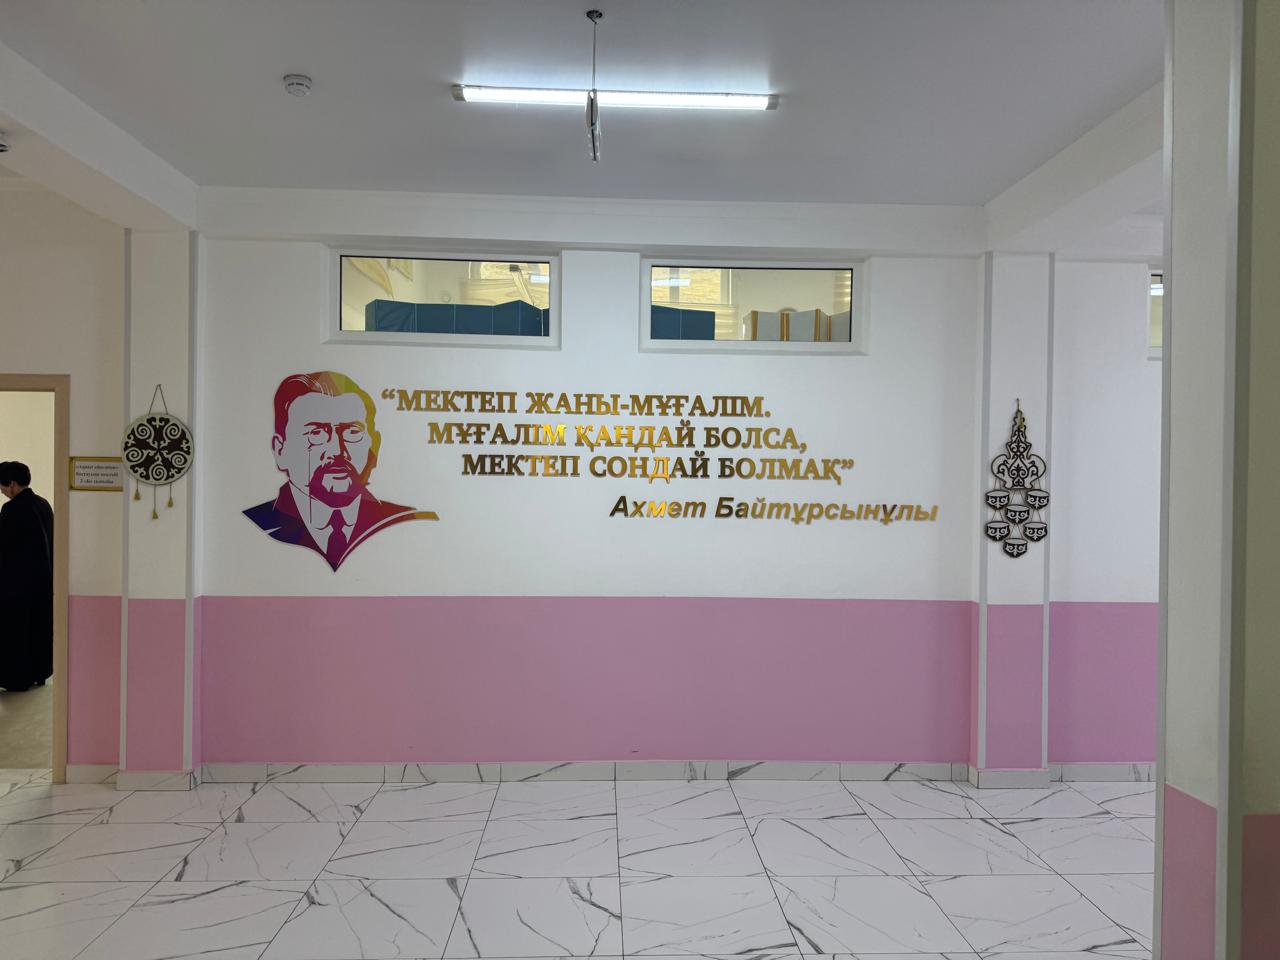 “МЕКТЕП ЖАНЫ-МҰҒАЛІМ.
МҰҒАЛІМ ҚАНДАЙ БОЛСА,
МЕКТЕП СОНДАЙ БОЛМАҚ”
Ахмет Байтұрсынұлы